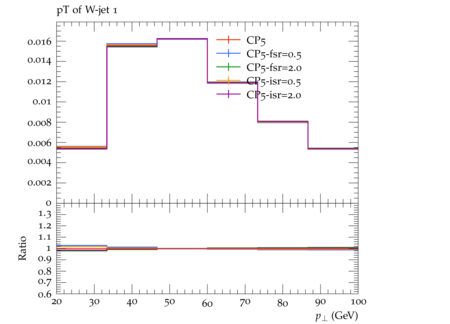 pT of W-jet 1
0.016
0.014
0.012
0.01
0.008
0.006
0.004
0.002
0
CP5
CP5-fsr=0.5
CP5-fsr=2.0
CP5-isr=0.5
CP5-isr=2.0
1.3
1.2
1.1
1
0.9
0.8
0.7
0.6
Ratio
20 30 40 50 60 70 80 90 100
p⊥ (GeV)